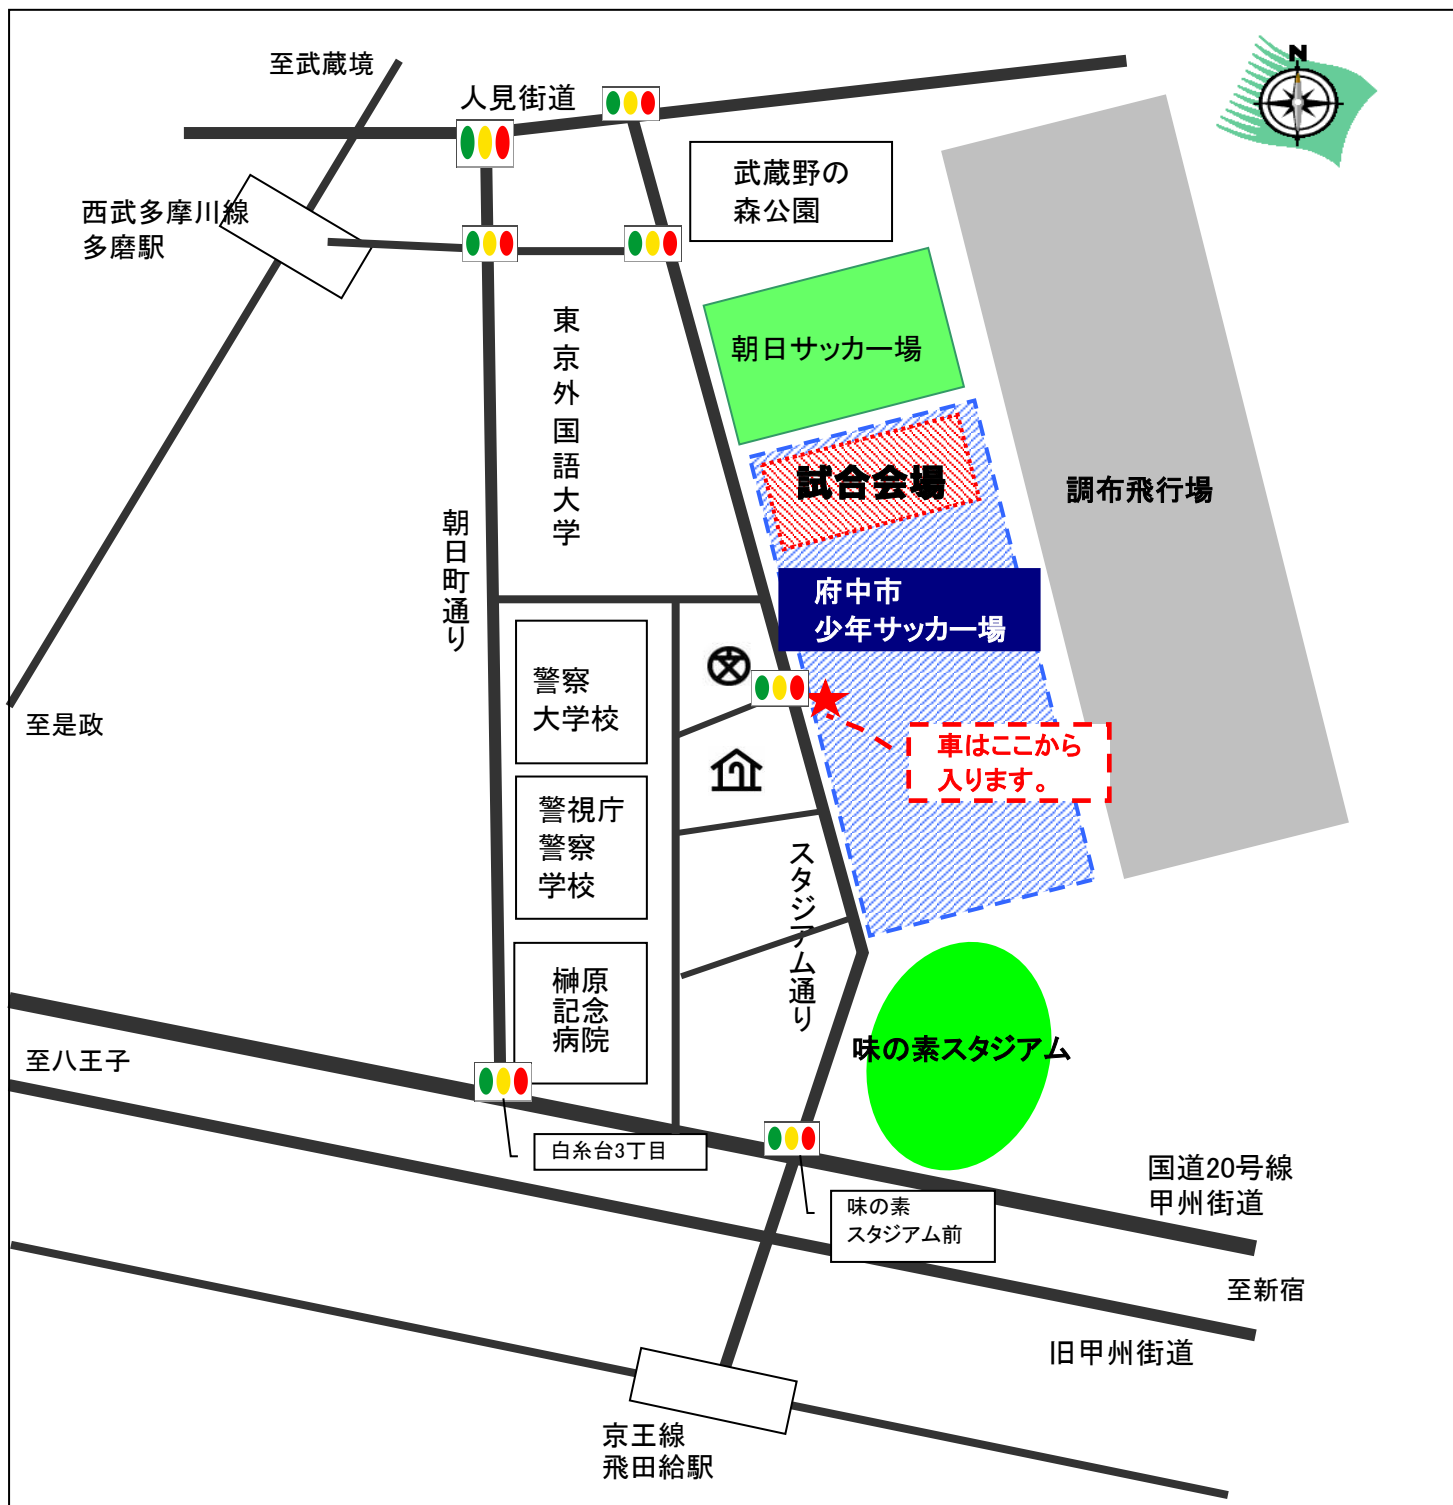 至武蔵境
人見街道
N
武蔵野の
森公園
西武多摩川線
多磨駅
朝日サッカー場
東京外国語大学
試合会場
調布飛行場
朝日町通り
府中市
少年サッカー場
警察
大学校
至是政
車はここから
入ります。
警視庁
警察
学校
スタジアム通り
榊原
記念
病院
味の素スタジアム
至八王子
白糸台3丁目
国道20号線
甲州街道
味の素
スタジアム前
至新宿
旧甲州街道
京王線
飛田給駅